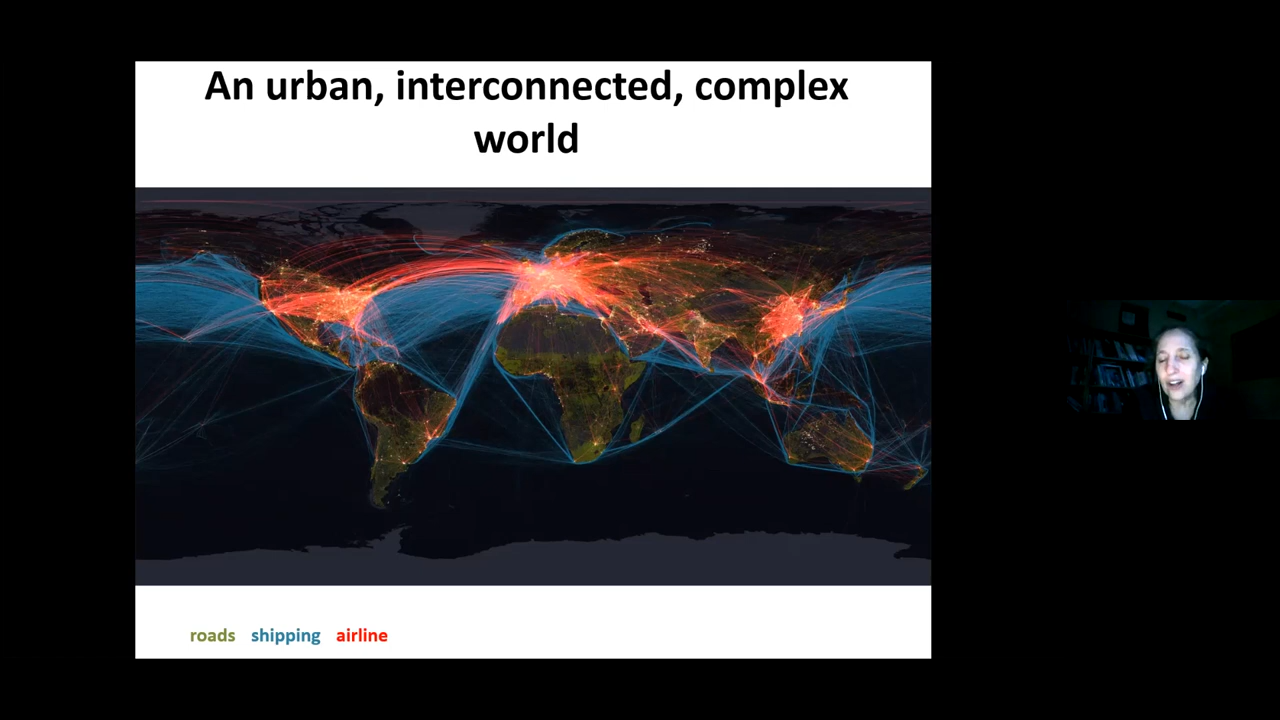 An urban, interconnected, complex
world
roads shipping airline